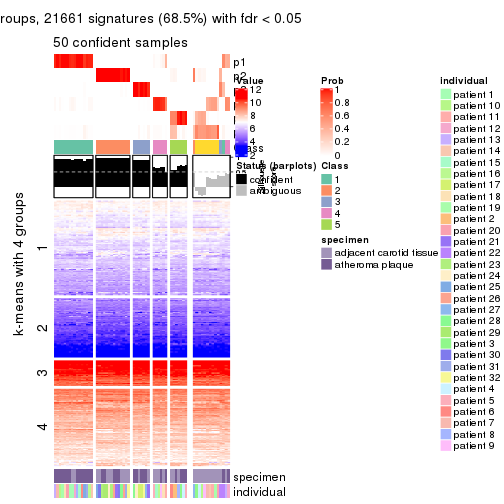 roups, 21661 signatures (68.5%) with fdr < 0.05
50 confident samples
p1
p2
Value
12
10
8
6
4
2
Prob
1
0.8
0.6
0.4
0.2
0
Class
1
2
3
4
5
Status (barplots)
confident
ambiguous
specimen
adjacent carotid tissue
atheroma plaque
individual
patient 1
patient 10
patient 11
patient 12
patient 13
patient 14
patient 15
patient 16
patient 17
patient 18
patient 19
patient 2
patient 20
patient 21
patient 22
patient 23
patient 24
patient 25
patient 26
patient 27
patient 28
patient 29
patient 3
patient 30
patient 31
patient 32
patient 4
patient 5
patient 6
patient 7
patient 8
patient 9
k-means with 4 groups
1
2
3
4
specimen
individual